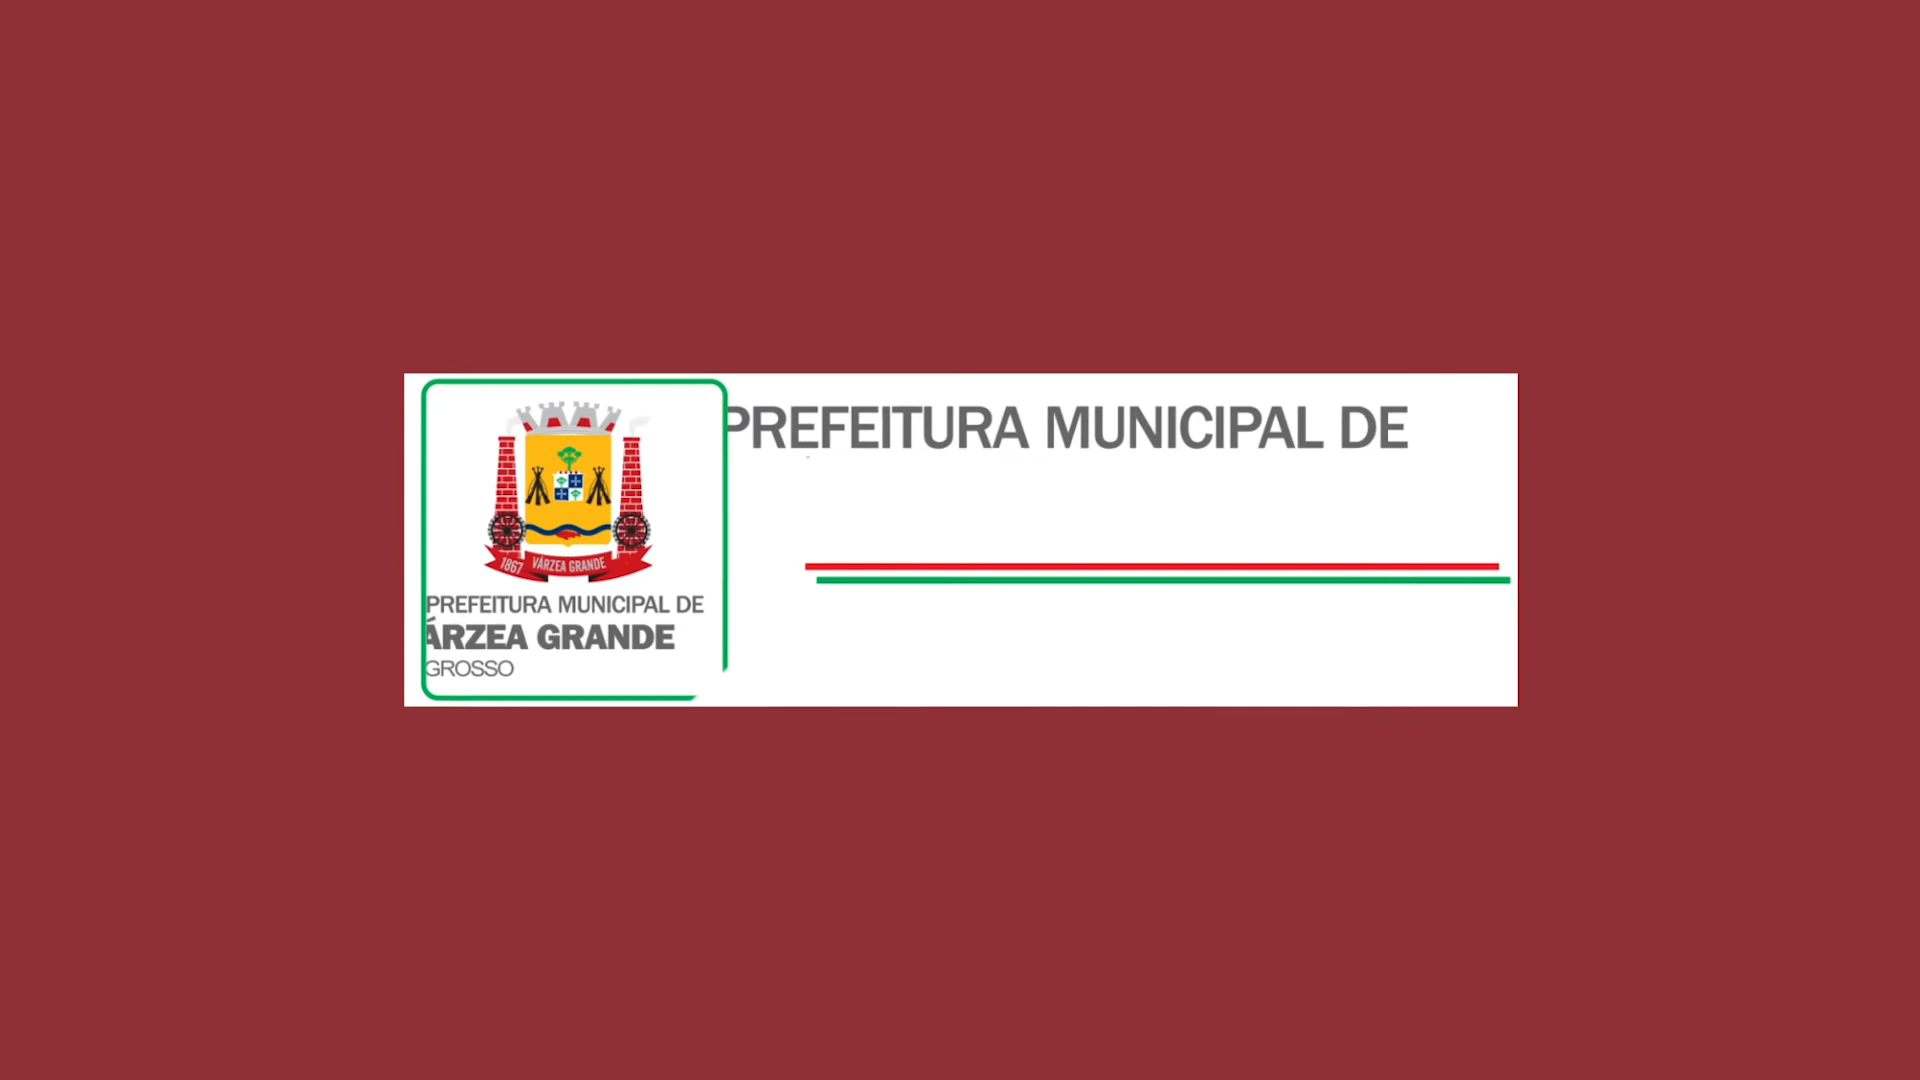 PREFEITURA MUNICIPAL DE
1867 VÁRZEA GRANDE
PREFEITURA MUNICIPAL DE
ÁRZEA GRANDE
GROSSO